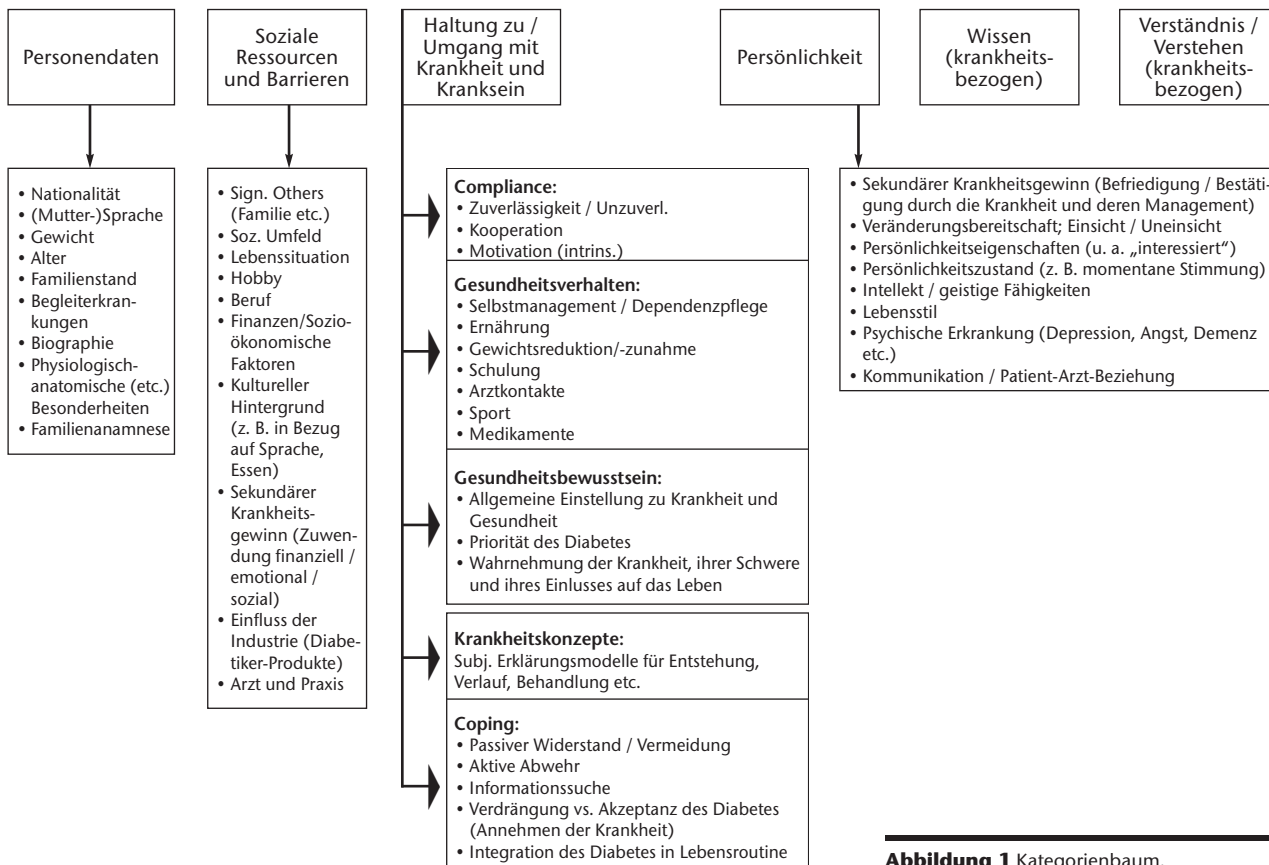 Personendaten
Soziale
Ressourcen
und Barrieren
Haltung zu /
Umgang mit
Krankheit und
Kranksein
Persönlichkeit
Wissen
(krankheits-
bezogen)
Verständnis /
Verstehen
(krankheits-
bezogen)
• Nationalität
• (Mutter-)Sprache
• Gewicht
• Alter
• Familienstand
• Begleiterkran-
kungen
• Biographie
• Physiologisch-
anatomische (etc.)
Besonderheiten
• Familienanamnese
• Sign. Others
(Familie etc.)
• Soz. Umfeld
• Lebenssituation
• Hobby
• Beruf
• Finanzen/Sozio-
ökonomische
Faktoren
• Kultureller
Hintergrund
(z. B. in Bezug
auf Sprache,
Essen)
• Sekundärer
Krankheits-
gewinn (Zuwen-
dung finanziell /
emotional /
sozial)
• Einfluss der
Industrie (Diabe-
tiker-Produkte)
• Arzt und Praxis
Compliance:
• Zuverlässigkeit / Unzuverl.
• Kooperation
• Motivation (intrins.)
Gesundheitsverhalten:
• Selbstmanagement / Dependenzpflege
• Ernährung
• Gewichtsreduktion/-zunahme
• Schulung
• Arztkontakte
• Sport
• Medikamente
Gesundheitsbewusstsein:
• Allgemeine Einstellung zu Krankheit und
Gesundheit
• Priorität des Diabetes
• Wahrnehmung der Krankheit, ihrer Schwere
und ihres Einlusses auf das Leben
Krankheitskonzepte:
Subj. Erklärungsmodelle für Entstehung,
Verlauf, Behandlung etc.
Coping:
• Passiver Widerstand / Vermeidung
• Aktive Abwehr
• Informationssuche
• Verdrängung vs. Akzeptanz des Diabetes
(Annehmen der Krankheit)
• Integration des Diabetes in Lebensroutine
• Sekundärer Krankheitsgewinn (Befriedigung / Bestäti-
gung durch die Krankheit und deren Management)
• Veränderungsbereitschaft; Einsicht / Uneinsicht
• Persönlichkeitseigenschaften (u. a. „interessiert“)
• Persönlichkeitszustand (z. B. momentane Stimmung)
• Intellekt / geistige Fähigkeiten
• Lebensstil
• Psychische Erkrankung (Depression, Angst, Demenz
etc.)
• Kommunikation / Patient-Arzt-Beziehung
Abbildung 1 Kategorienbaum.